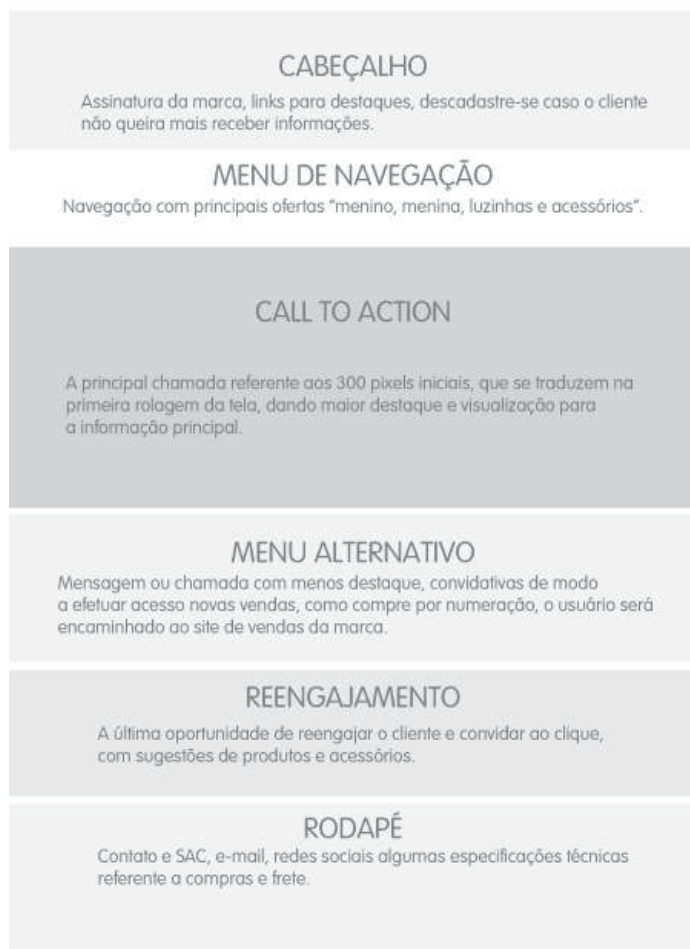 CABEÇALHO
Assinatura da marca, links para destaques, descadastre-se caso o cliente
não queira mais receber informações.
MENU DE NAVEGAÇÃO
Navegação com principais ofertas “menino, menina, luzinhas e acessórios”.
CALL TO ACTION
A principal chamada referente aos 300 pixels iniciais, que se traduzem na
primeira rolagem da tela, dando maior destaque e visualização para
a informação principal.
MENU ALTERNATIVO
Mensagem ou chamada com menos destaque, convidativas de modo
a efetuar acesso novas vendas, como compre por numeração, o usuário será
encaminhado ao site de vendas da marca.
REENGAJAMENTO
A última oportunidade de reengajar o cliente e convidar ao clique,
com sugestões de produtos e acessórios.
RODAPÉ
Contato e SAC, e-mail, redes sociais algumas especificações técnicas
referente a compras e frete.